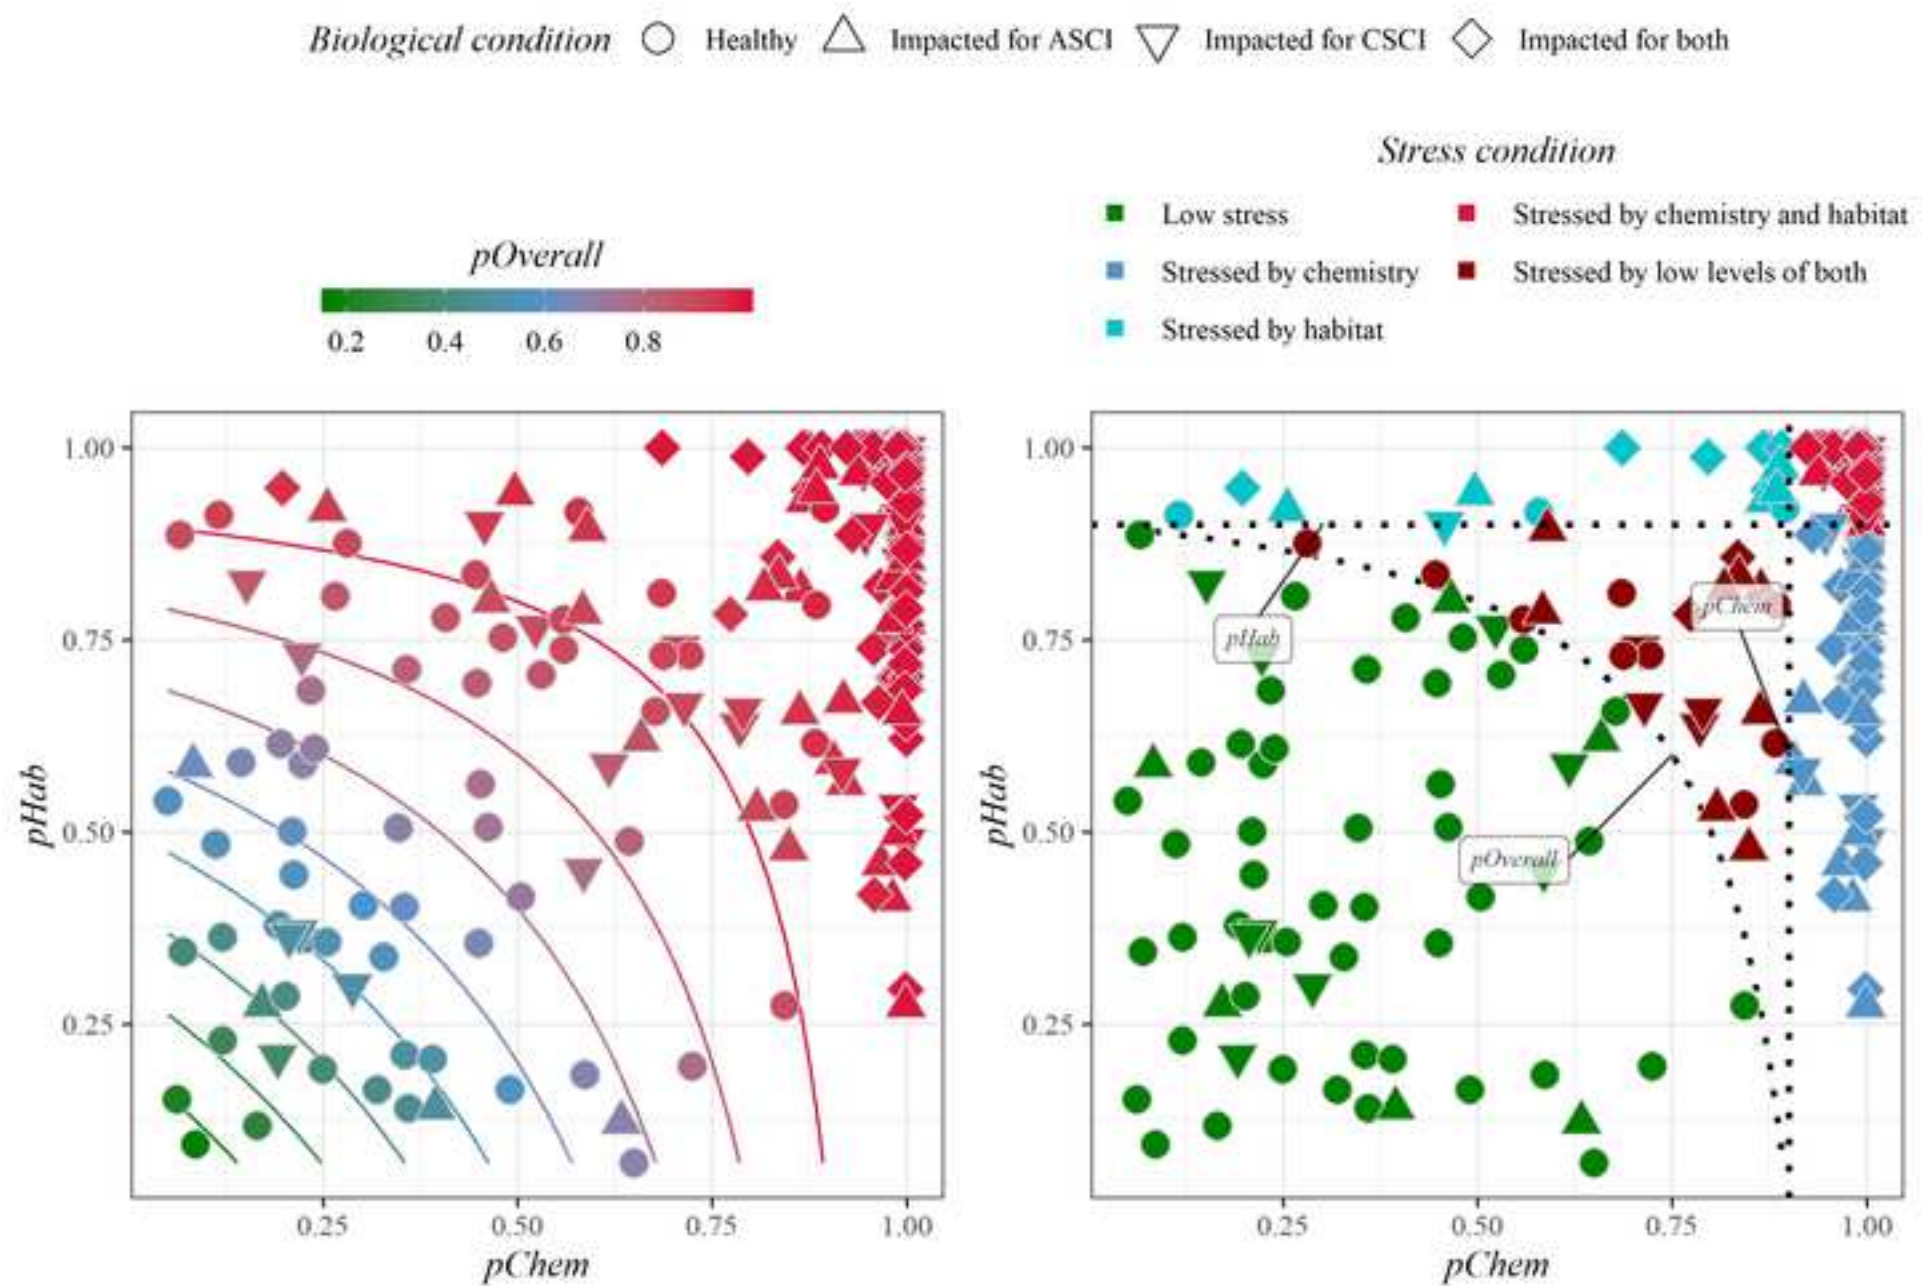 Biological condition Healthy Impacted for ASCI Impacted for CSCI Impacted for both
Stress condition
Low stress Stressed by chemistry and habitat
Stressed by chemistry Stressed by low levels of both
Stressed by habitat
pOverall
0.2 0.4 0.6 0.8
1.00
0.75
0.50
0.25
pHab
0.25 0.50 0.75 1.00
pChem
1.00
0.75
0.50
0.25
pHab
pHab
pChem
pOverall
0.25 0.50 0.75 1.00
pChem